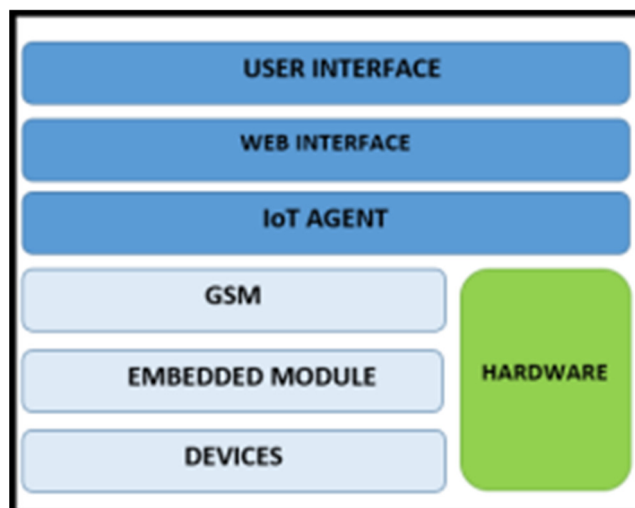 USER INTERFACE
WEB INTERFACE
IoT AGENT
GSM
EMBEDDED MODULE
HARDWARE
DEVICES